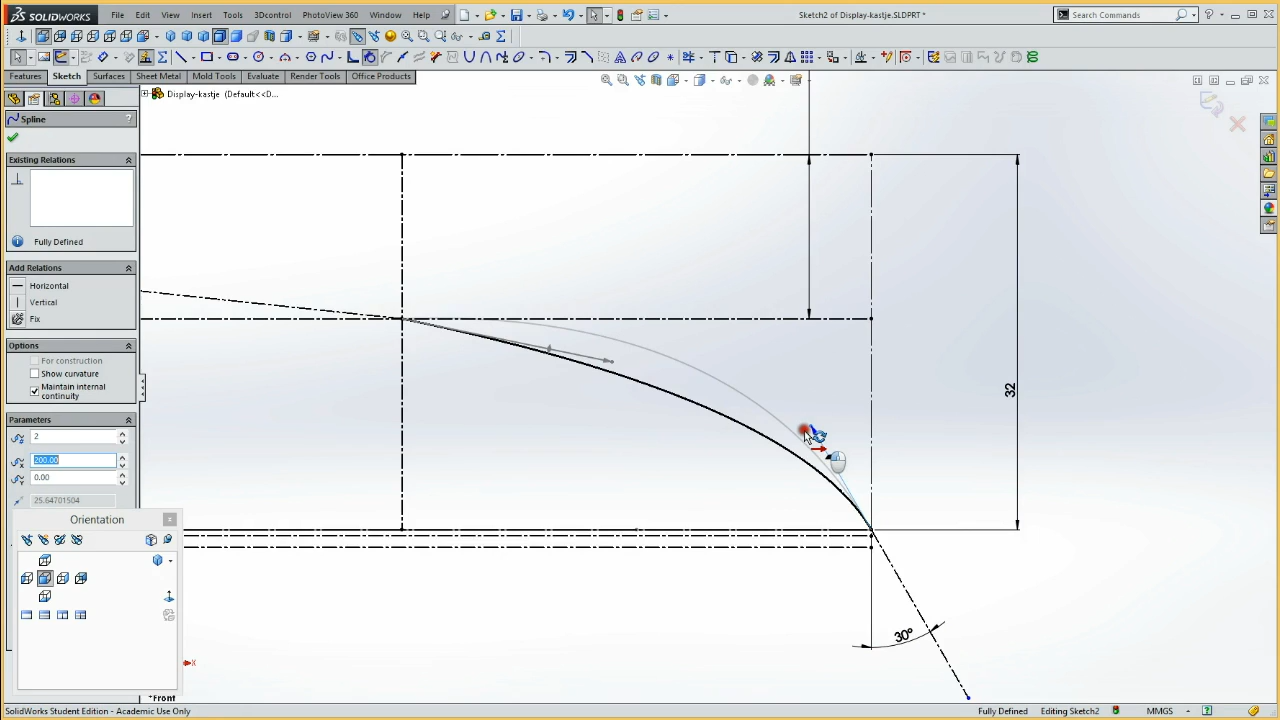 SOLIDWORKS File Edit View Insert Tools 3Dcontrol PhotoView 360 Window Help Sketch2 of Display-kastje.SLDPRT * Search Commands
Features Sketch Surfaces Sheet Metal Mold Tools Evaluate Render Tools Office Products
Display-kastje (Default<<D...
Spline ?
Existing Relations
Fully Defined
Add Relations
Horizontal
Vertical
Fix
Options
For construction
Show curvature
Maintain internal
continuity
Parameters
2
200.00
0.00
25.64701504
Orientation
32
30°
X
*Front
SolidWorks Student Edition - Academic Use Only Fully Defined Editing Sketch2 MMGS